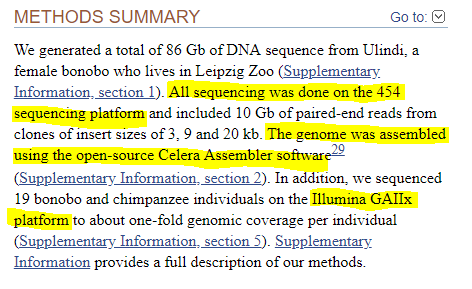 METHODS SUMMARY
Go to:
We generated a total of 86 Gb of DNA sequence from Ulindi, a
female bonobo who lives in Leipzig Zoo (Supplementary
Information, section 1). All sequencing was done on the 454
sequencing platform and included 10 Gb of paired-end reads from
clones of insert sizes of 3, 9 and 20 kb. The genome was assembled
using the open-source Celera Assembler software29
(Supplementary Information, section 2). In addition, we sequenced
19 bonobo and chimpanzee individuals on the Illumina GAIIx
platform to about one-fold genomic coverage per individual
(Supplementary Information, section 5). Supplementary
Information provides a full description of our methods.